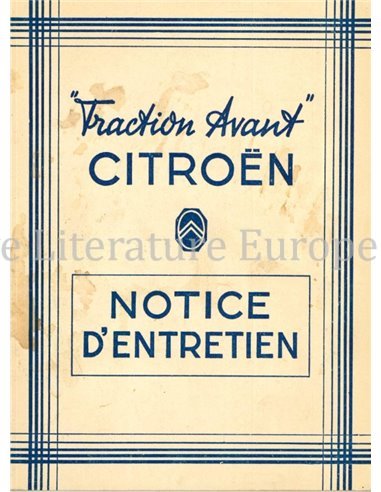 "Traction Avant"
CITROËN
e Literature Europe
NOTICE
D'ENTRETIEN